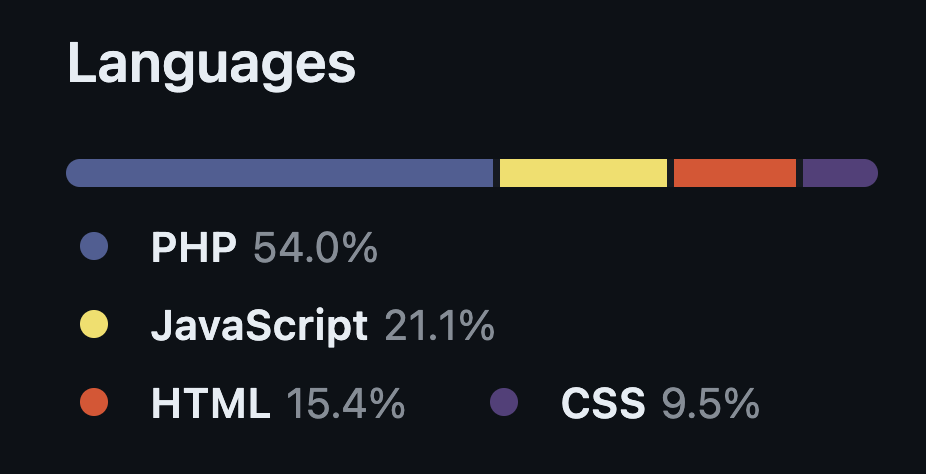 Languages
PHP 54.0%
JavaScript 21.1%
HTML 15.4% CSS 9.5%